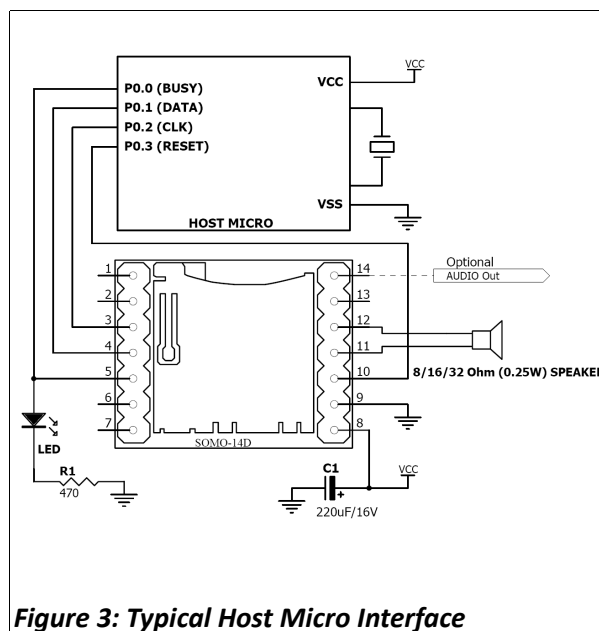 VCC
P0.0 (BUSY)
VCC
P0.1 (DATA)
P0.2 (CLK)
P0.3 (RESET)
VSS
HOST MICRO
Optional
AUDIO Out
1
14
2
13
3
12
4
11
8/16/32 Ohm (0.25W) SPEAKER
5
10
6
9
7
8
SOMO-14D
LED
R1
470
C1
+
VCC
220uF/16V
Figure 3: Typical Host Micro Interface